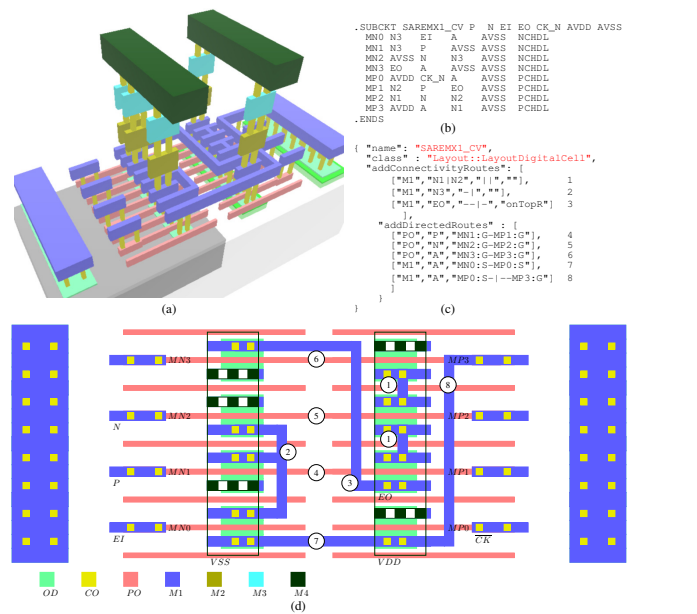 .SUBCKT SAREMX1_CV P N EI EO CK_N AVDD AVSS
MN0 N3 EI A AVSS NCHDL
MN1 N3 P AVSS AVSS NCHDL
MN2 AVSS N N3 AVSS NCHDL
MN3 EO A AVSS AVSS NCHDL
MP0 AVDD CK_N A AVSS PCHDL
MP1 N2 P EO AVSS PCHDL
MP2 N1 N N2 AVSS PCHDL
MP3 AVDD A N1 AVSS PCHDL
.ENDS
(b)
{ "name": "SAREMX1_CV",
"class" : "Layout::LayoutDigitalCell",
"addConnectivityRoutes": [
["M1","N1|N2","||",""], 1
["M1","N3","-|",""], 2
["M1","EO","--|-","onTopR"] 3
],
"addDirectedRoutes" : [
["PO","P","MN1:G-MP1:G"], 4
["PO","N","MN2:G-MP2:G"], 5
["PO","A","MN3:G-MP3:G"], 6
["M1","A","MN0:S-MP0:S"], 7
["M1","A","MP0:S-|--MP3:G"] 8
]
}
}
(a)
(c)
MN3 6 MP3
1 8
N MN2 5 MP2
2 1
P MN1 4 MP1
3
EO
EI MN0 7 MP0
CK
VSS VDD
OD CO PO M1 M2 M3 M4
(d)